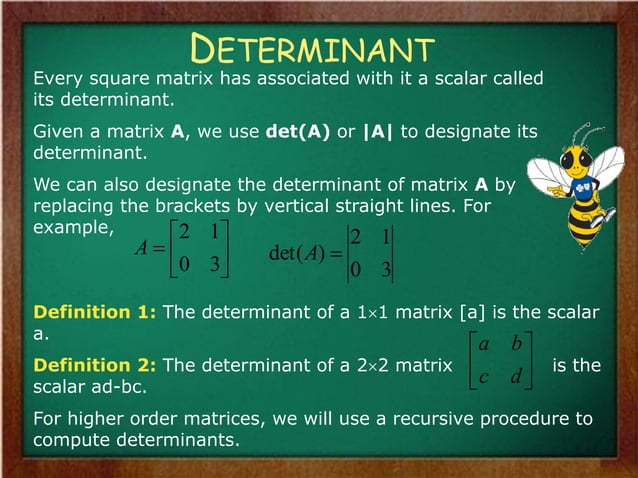 DETERMINANT
Every square matrix has associated with it a scalar called
its determinant.
Given a matrix A, we use det(A) or |A| to designate its
determinant.
We can also designate the determinant of matrix A by
replacing the brackets by vertical straight lines. For
example,
A = [2 1
0 3]
det(A) = |2 1
0 3|
Definition 1: The determinant of a 1×1 matrix [a] is the scalar
a.
Definition 2: The determinant of a 2×2 matrix [a b
c d] is the
scalar ad-bc.
For higher order matrices, we will use a recursive procedure to
compute determinants.